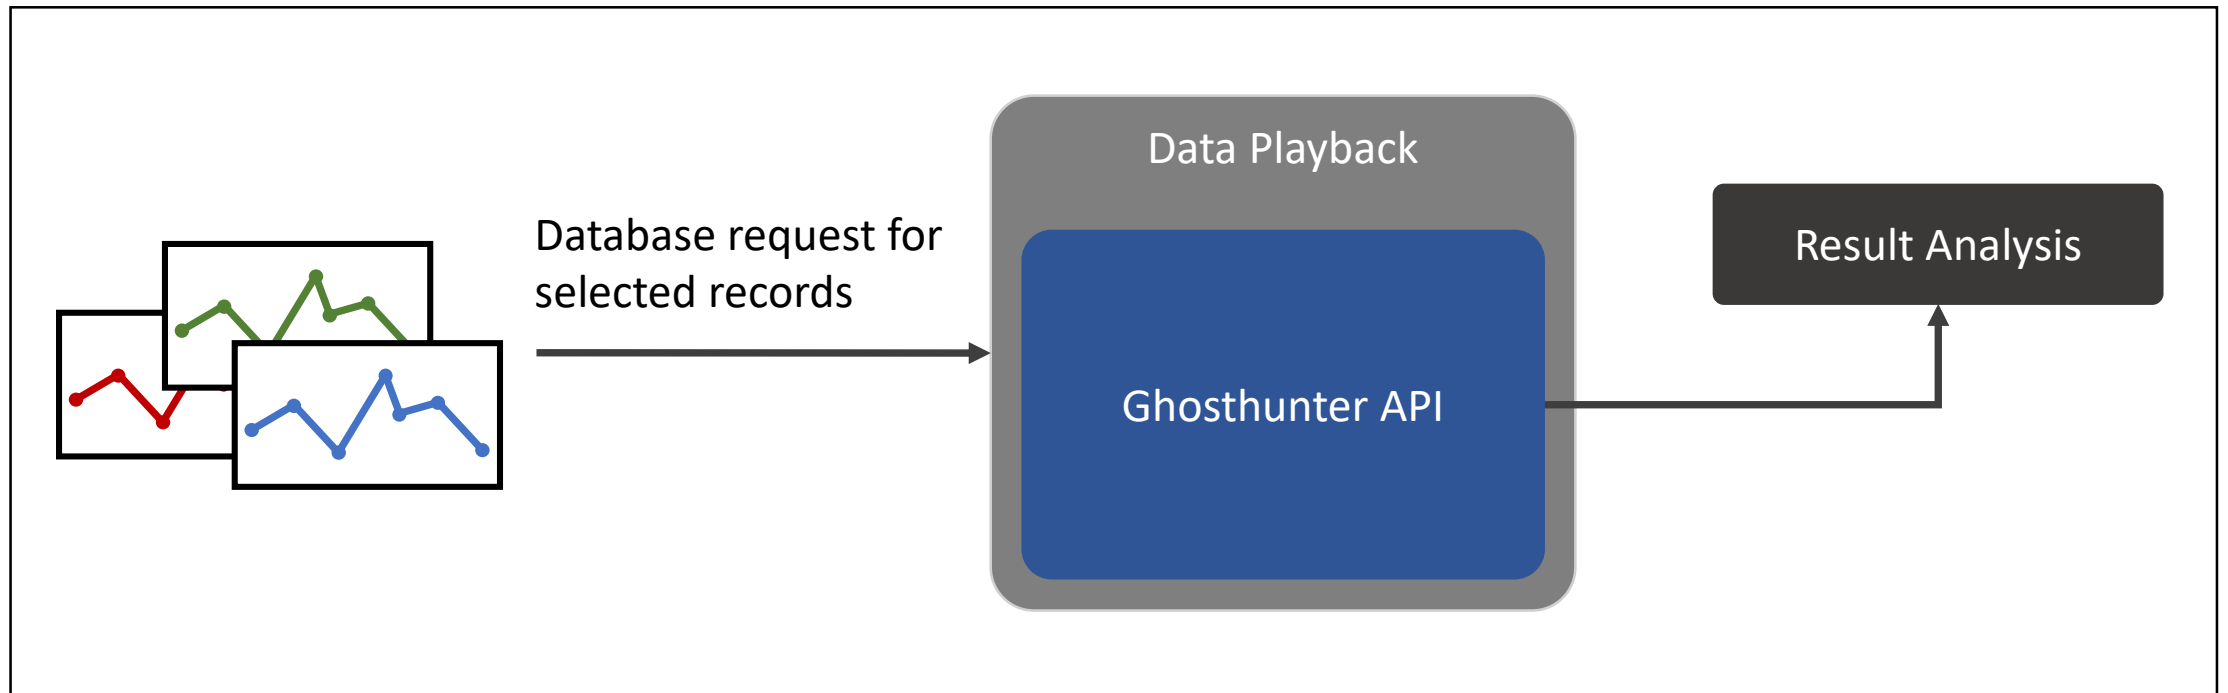 Data Playback
Database request for
selected records
Result Analysis
Ghosthunter API